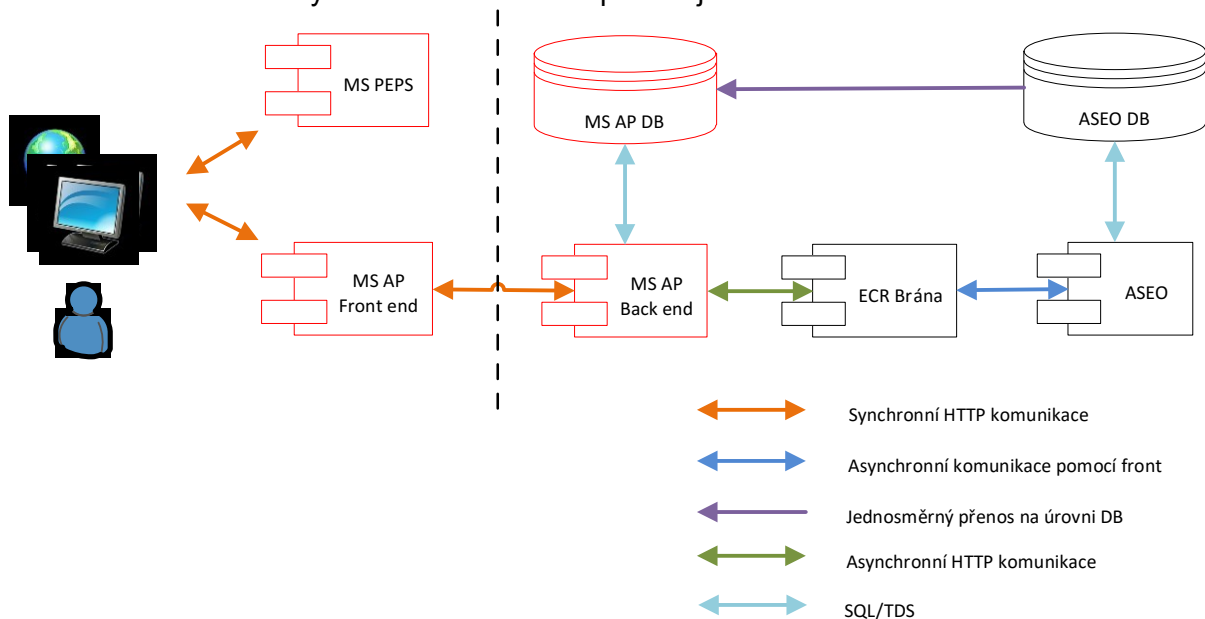 MS PEPS
MS AP DB
ASEO DB
MS AP
Front end
MS AP
Back end
ECR Brána
ASEO
Synchronní HTTP komunikace
Asynchronní komunikace pomocí front
Jednosměrný přenos na úrovni DB
Asynchronní HTTP komunikace
SQL/TDS